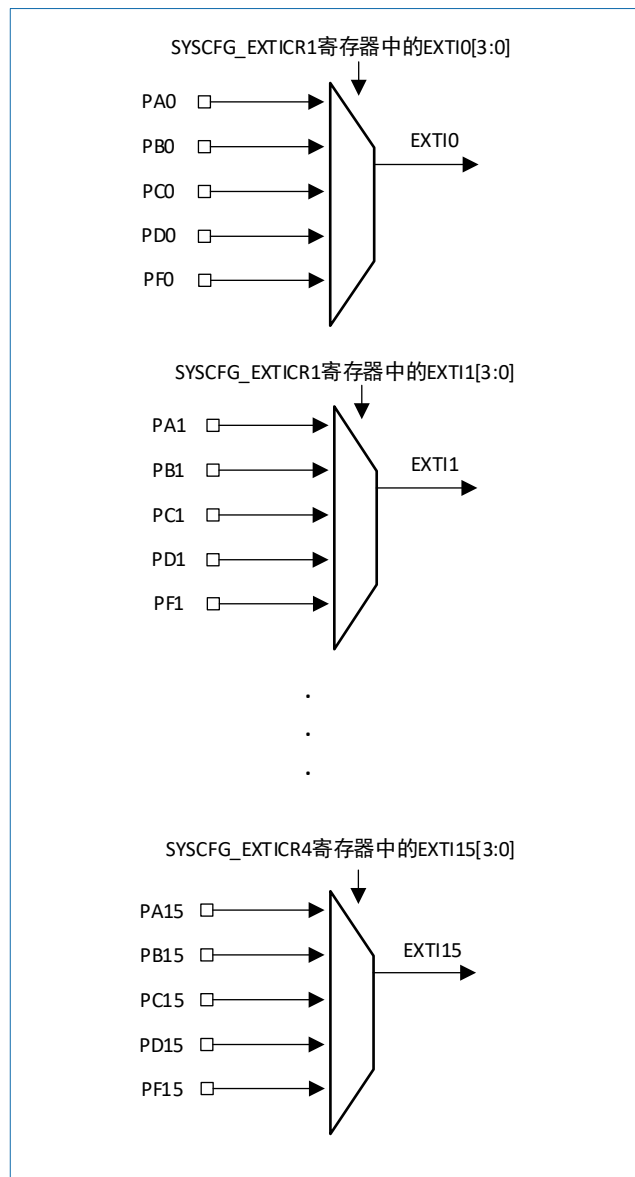 SYSCFG_EXTICR1寄存器中的EXTI0[3:0]
PA0
PB0
EXTI0
PC0
PD0
PF0
SYSCFG_EXTICR1寄存器中的EXTI1[3:0]
PA1
PB1
EXTI1
PC1
PD1
PF1
.
.
.
SYSCFG_EXTICR4寄存器中的EXTI15[3:0]
PA15
PB15
EXTI15
PC15
PD15
PF15